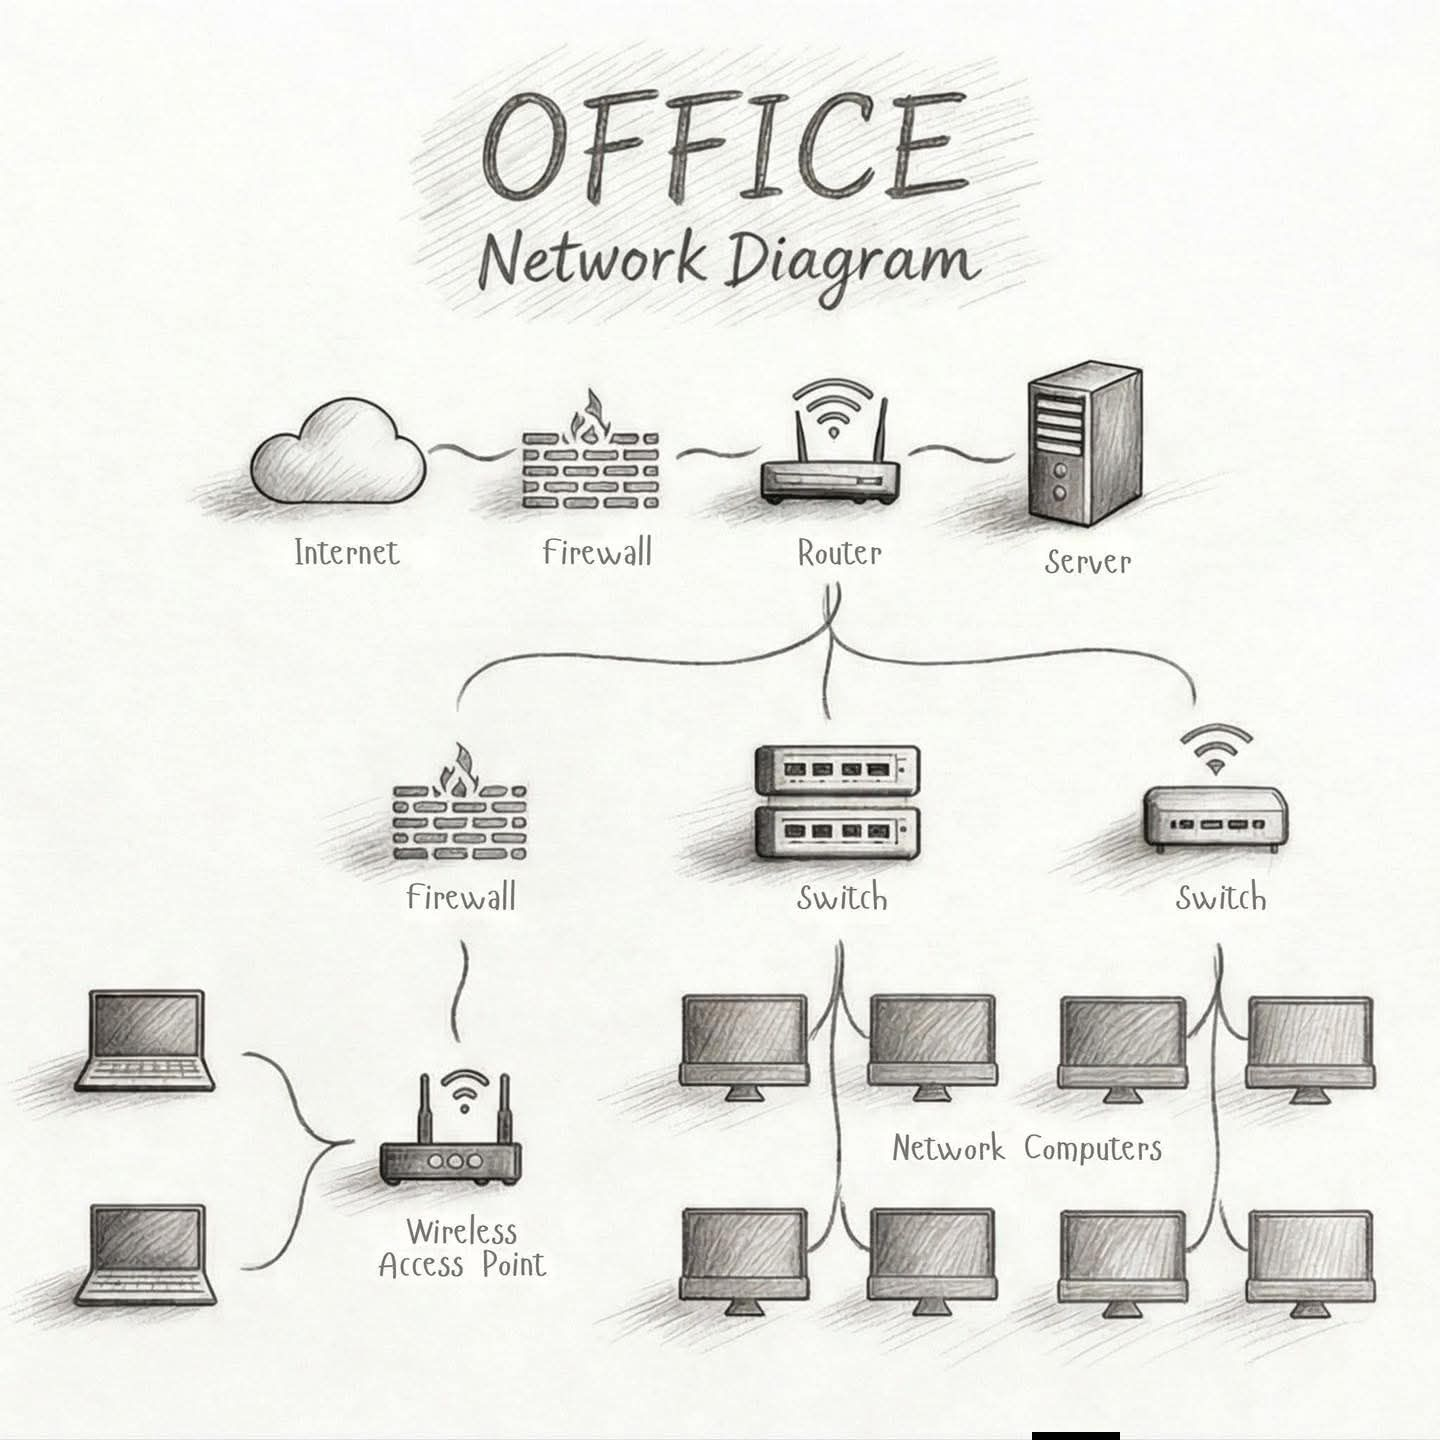 OFFICE
Network Diagram
Internet
Firewall
Router
Server
Firewall
Switch
Switch
Network Computers
Wireless
Access Point